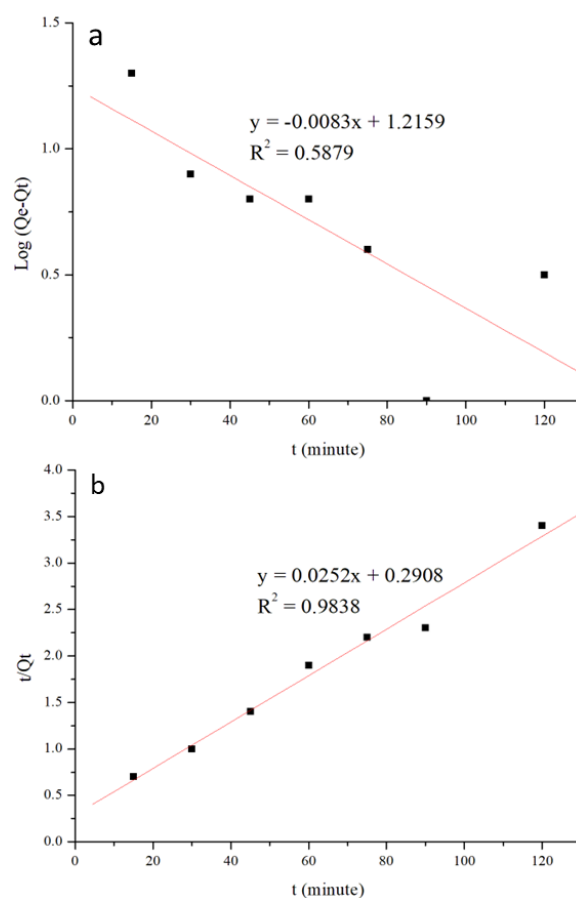 a
1.5
1.0
0.5
0.0
y = -0.0083x + 1.2159
R² = 0.5879
Log (Qe-Qt)
0 20 40 60 80 100 120
t (minute)
b
4.0
3.5
3.0
2.5
2.0
1.5
1.0
0.5
0.0
y = 0.0252x + 0.2908
R² = 0.9838
t/Qt
0 20 40 60 80 100 120
t (minute)